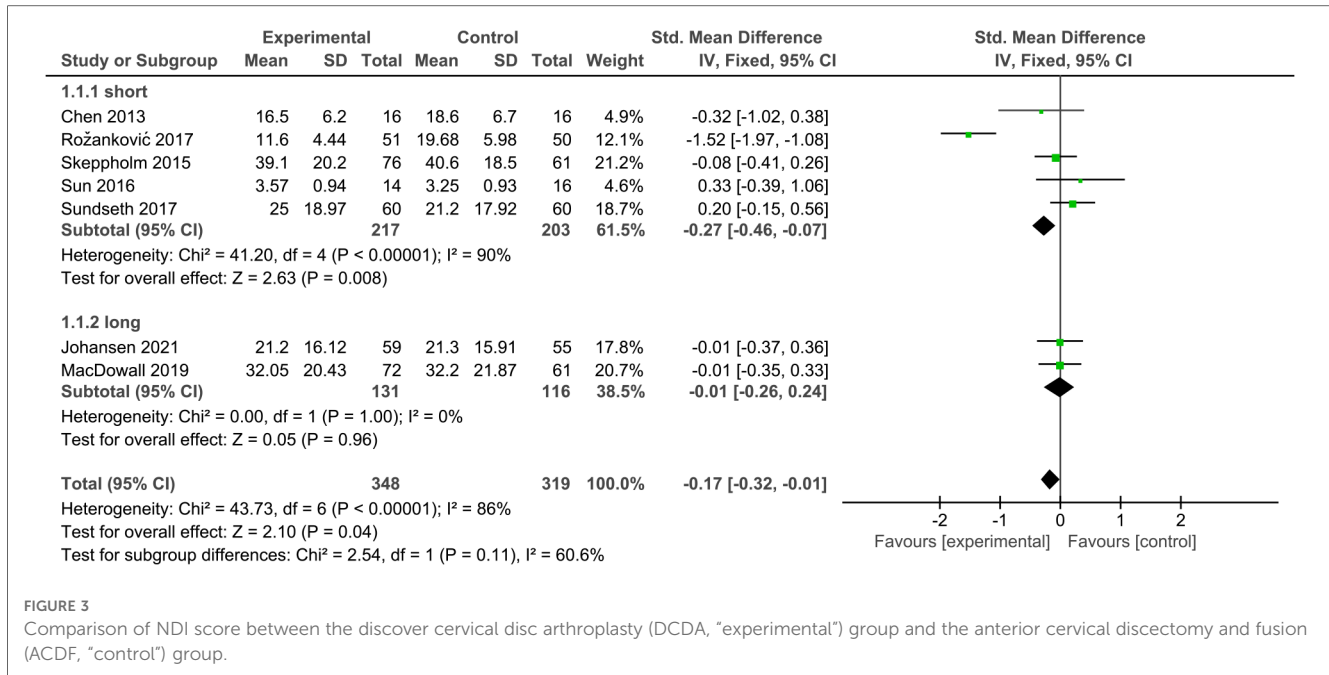 Experimental Control Std. Mean Difference Std. Mean Difference
Study or Subgroup Mean SD Total Mean SD Total Weight IV, Fixed, 95% CI IV, Fixed, 95% CI
1.1.1 short
Chen 2013 16.5 6.2 16 18.6 6.7 16 4.9% -0.32 [-1.02, 0.38]
Rožanković 2017 11.6 4.44 51 19.68 5.98 50 12.1% -1.52 [-1.97, -1.08]
Skeppholm 2015 39.1 20.2 76 40.6 18.5 61 21.2% -0.08 [-0.41, 0.26]
Sun 2016 3.57 0.94 14 3.25 0.93 16 4.6% 0.33 [-0.39, 1.06]
Sundseth 2017 25 18.97 60 21.2 17.92 60 18.7% 0.20 [-0.15, 0.56]
Subtotal (95% CI) 217 203 61.5% -0.27 [-0.46, -0.07]
Heterogeneity: Chi² = 41.20, df = 4 (P < 0.00001); I² = 90%
Test for overall effect: Z = 2.63 (P = 0.008)
1.1.2 long
Johansen 2021 21.2 16.12 59 21.3 15.91 55 17.8% -0.01 [-0.37, 0.36]
MacDowall 2019 32.05 20.43 72 32.2 21.87 61 20.7% -0.01 [-0.35, 0.33]
Subtotal (95% CI) 131 116 38.5% -0.01 [-0.26, 0.24]
Heterogeneity: Chi² = 0.00, df = 1 (P = 1.00); I² = 0%
Test for overall effect: Z = 0.05 (P = 0.96)
Total (95% CI) 348 319 100.0% -0.17 [-0.32, -0.01]
Heterogeneity: Chi² = 43.73, df = 6 (P < 0.00001); I² = 86%
Test for overall effect: Z = 2.10 (P = 0.04)
Test for subgroup differences: Chi² = 2.54, df = 1 (P = 0.11), I² = 60.6%
-2 -1 0 1 2
Favours [experimental] Favours [control]
FIGURE 3
Comparison of NDI score between the discover cervical disc arthroplasty (DCDA, “experimental”) group and the anterior cervical discectomy and fusion
(ACDF, “control”) group.